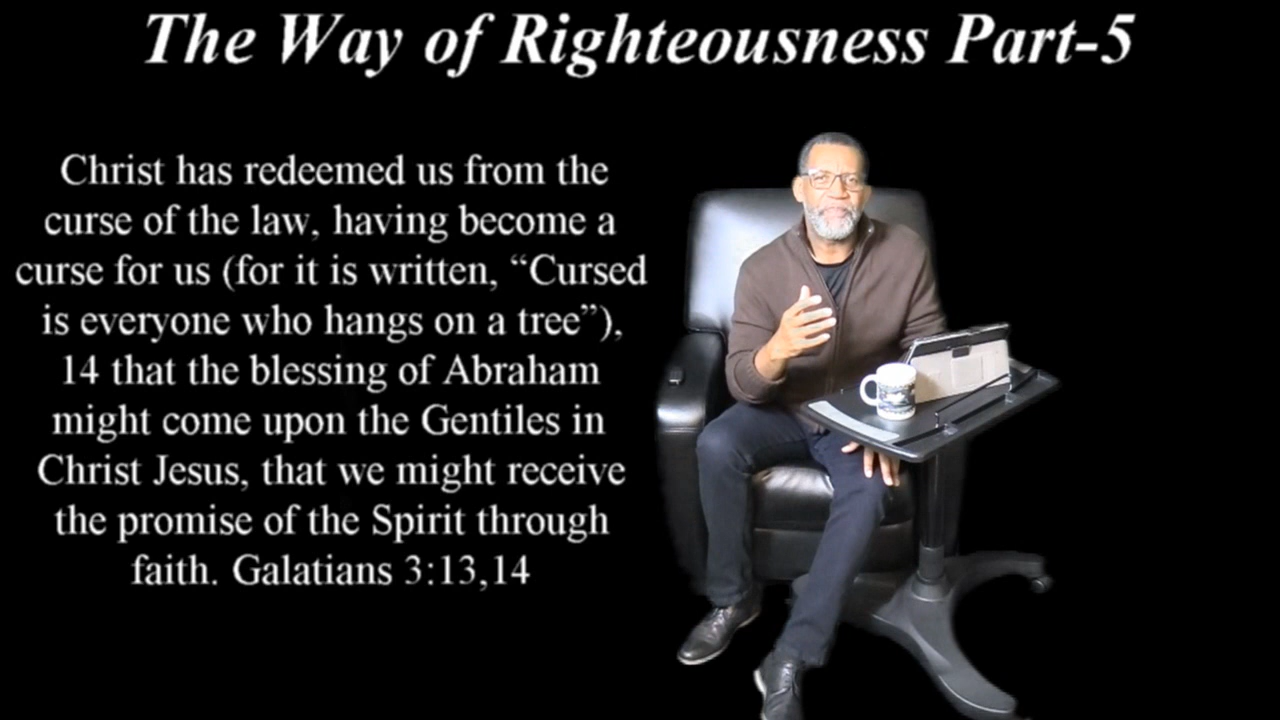 The Way of Righteousness Part-5
Christ has redeemed us from the
curse of the law, having become a
curse for us (for it is written, “Cursed
is everyone who hangs on a tree”),
14 that the blessing of Abraham
might come upon the Gentiles in
Christ Jesus, that we might receive
the promise of the Spirit through
faith. Galatians 3:13,14